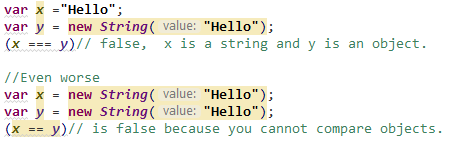 var x ="Hello";
var y = new String( value: "Hello");
(x === y)// false,  x is a string and y is an object.

//Even worse
var x = new String( value: "Hello");
var y = new String( value: "Hello");
(x == y)// is false because you cannot compare objects.